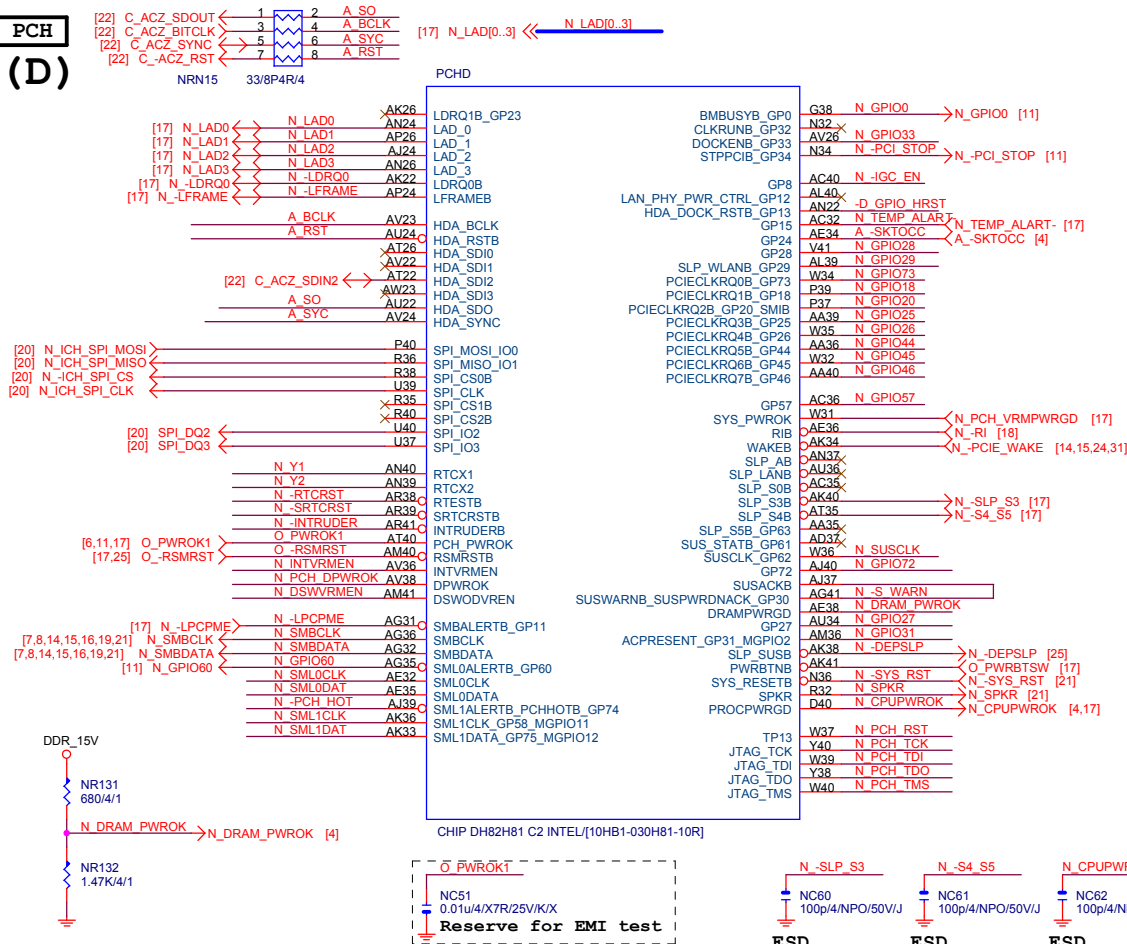 PCH
(D)
[22] C_ACZ_SDOUT 1 2 A_SO
[22] C_ACZ_BITCLK 3 4 A_BCLK
[22] C_ACZ_SYNC 5 6 A_SYC
[22] C_-ACZ_RST 7 8 A_RST
NRN15 33/8P4R/4
[17] N_LAD[0..3] N_LAD[0..3]
PCHD
AK26 LDRQ1B_GP23
[17] N_LAD0 N_LAD0 AN24 LAD_0
[17] N_LAD1 N_LAD1 AP26 LAD_1
[17] N_LAD2 N_LAD2 AJ24 LAD_2
[17] N_LAD3 N_LAD3 AN26 LAD_3
[17] N_-LDRQ0 N_-LDRQ0 AK22 LDRQ0B
[17] N_-LFRAME N_-LFRAME AP24 LFRAMEB
A_BCLK AV23 HDA_BCLK
A_RST AU24 HDA_RSTB
AT26 HDA_SDI0
AV22 HDA_SDI1
[22] C_ACZ_SDIN2 AT22 HDA_SDI2
AW23 HDA_SDI3
A_SO AU22 HDA_SDO
A_SYC AV24 HDA_SYNC
[20] N_ICH_SPI_MOSI P40 SPI_MOSI_IO0
[20] N_ICH_SPI_MISO R36 SPI_MISO_IO1
[20] N_-ICH_SPI_CS R38 SPI_CS0B
[20] N_ICH_SPI_CLK U39 SPI_CLK
R35 SPI_CS1B
R40 SPI_CS2B
[20] SPI_DQ2 U40 SPI_IO2
[20] SPI_DQ3 U37 SPI_IO3
N_Y1 AN40 RTCX1
N_Y2 AN39 RTCX2
N_-RTCRST AR38 RTESTB
N_-SRTCRST AR39 SRTCRSTB
N_-INTRUDER AR41 INTRUDERB
[6,11,17] O_PWROK1 O_PWROK1 AT40 PCH_PWROK
[17,25] O_-RSMRST O_-RSMRST AM40 RSMRSTB
N_INTVRMEN AV36 INTVRMEN
N_PCH_DPWROK AV38 DPWROK
N_DSWVRMEN AM41 DSWODVREN
[17] N_-LPCPME N_-LPCPME AG31 SMBALERTB_GP11
[7,8,14,15,16,19,21] N_SMBCLK N_SMBCLK AG36 SMBCLK
[7,8,14,15,16,19,21] N_SMBDATA N_SMBDATA AG32 SMBDATA
[11] N_GPIO60 N_GPIO60 AG35 SML0ALERTB_GP60
N_SML0CLK AE32 SML0CLK
N_SML0DAT AE35 SML0DATA
N_-PCH_HOT AJ39 SML1ALERTB_PCHHOTB_GP74
N_SML1CLK AK36 SML1CLK_GP58_MGPIO11
N_SML1DAT AK33 SML1DATA_GP75_MGPIO12
BMBUSYB_GP0 G38 N_GPIO0 N_GPIO0 [11]
CLKRUNB_GP32 N32
DOCKENB_GP33 AV26 N_GPIO33
STPPCIB_GP34 N34 N_-PCI_STOP N_-PCI_STOP [11]
GP8 AC40 N_-IGC_EN
LAN_PHY_PWR_CTRL_GP12 AL40
HDA_DOCK_RSTB_GP13 AN22 -D_GPIO_HRST
GP15 AC32 N_TEMP_ALART- N_TEMP_ALART- [17]
GP24 AE34 A_-SKTOCC A_-SKTOCC [4]
GP28 V41 N_GPIO28
SLP_WLANB_GP29 AL39 N_GPIO29
PCIECLKRQ0B_GP73 W34 N_GPIO73
PCIECLKRQ1B_GP18 P39 N_GPIO18
PCIECLKRQ2B_GP20_SMIB P37 N_GPIO20
PCIECLKRQ3B_GP25 AA39 N_GPIO25
PCIECLKRQ4B_GP26 W35 N_GPIO26
PCIECLKRQ5B_GP44 AA36 N_GPIO44
PCIECLKRQ6B_GP45 W32 N_GPIO45
PCIECLKRQ7B_GP46 AA40 N_GPIO46
GP57 AC36 N_GPIO57
SYS_PWROK W31 N_PCH_VRMPWRGD [17]
RIB AE36 N_-RI [18]
WAKEB AK34 N_-PCIE_WAKE [14,15,24,31]
SLP_AB AN37
SLP_LANB AU36
SLP_S0B AC35
SLP_S3B AK40 N_-SLP_S3 [17]
SLP_S4B AT35 N_-S4_S5 [17]
SLP_S5B_GP63 AA35
SUS_STATB_GP61 AD37
SUSCLK_GP62 W36 N_SUSCLK
GP72 AJ40 N_GPIO72
SUSACKB AJ37
SUSWARNB_SUSPWRDNACK_GP30 AG41 N_-S_WARN
DRAMPWRGD AE38 N_DRAM_PWROK
GP27 AU34 N_GPIO27
ACPRESENT_GP31_MGPIO2 AM36 N_GPIO31
SLP_SUSB AK38 N_-DEPSLP N_-DEPSLP [25]
PWRBTNB AK41 O_PWRBTSW [17]
SYS_RESETB N36 N_-SYS_RST N_-SYS_RST [21]
SPKR R32 N_SPKR N_SPKR [21]
PROCPWRGD D40 N_CPUPWROK N_CPUPWROK [4,17]
TP13 W37 N_PCH_RST
JTAG_TCK Y40 N_PCH_TCK
JTAG_TDI W39 N_PCH_TDI
JTAG_TDO Y38 N_PCH_TDO
JTAG_TMS W40 N_PCH_TMS
CHIP DH82H81 C2 INTEL/[10HB1-030H81-10R]
DDR_15V
NR131
680/4/1
N_DRAM_PWROK N_DRAM_PWROK [4]
NR132
1.47K/4/1
O_PWROK1
NC51
0.01u/4/X7R/25V/K/X
Reserve for EMI test
N_-SLP_S3
NC60
100p/4/NPO/50V/J
ESD
N_-S4_S5
NC61
100p/4/NPO/50V/J
ESD
N_CPUPWR
NC62
100p/4/N
ESD